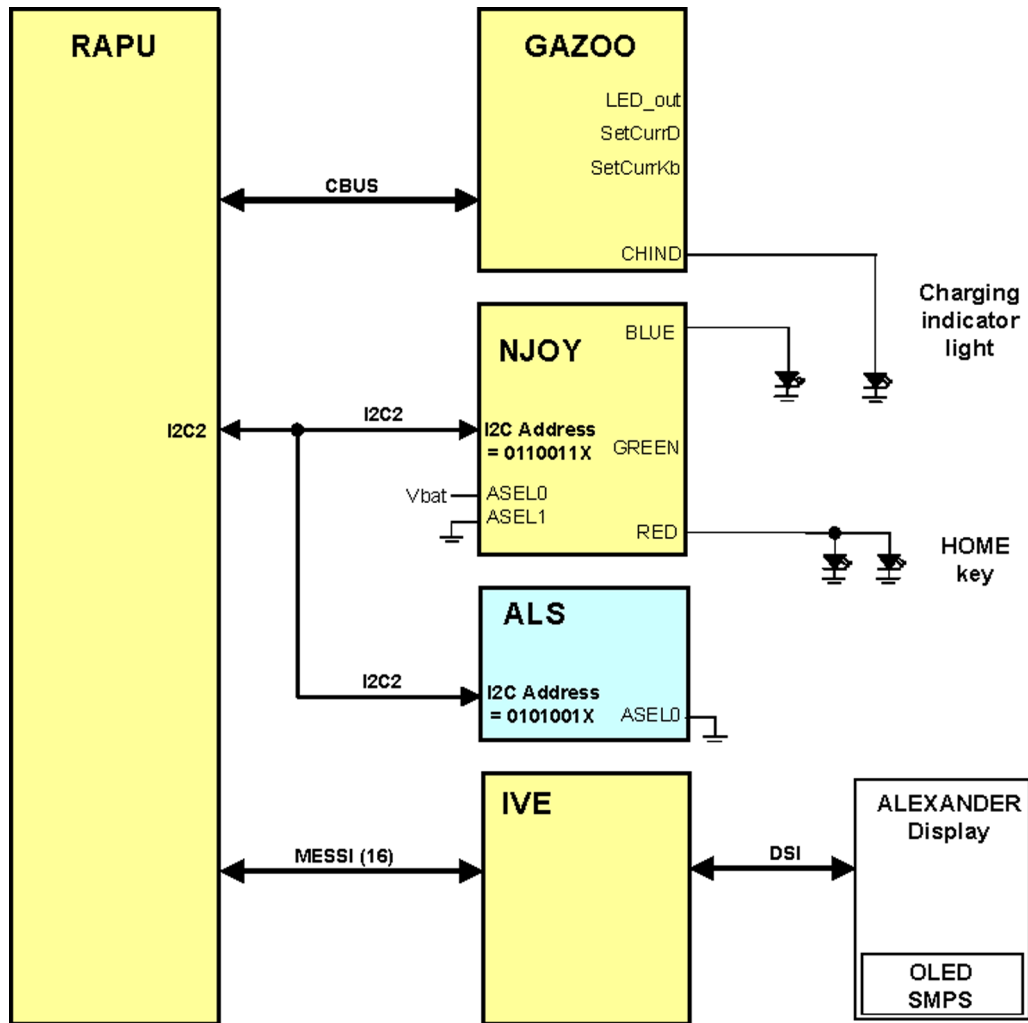 RAPU
GAZOO
LED_out
SetCurrD
SetCurrKb
CBUS
CHIND
Charging
indicator
light
NJOY
BLUE
I2C2
I2C2
I2C Address
= 0110011X
GREEN
Vbat
ASEL0
ASEL1
RED
HOME
key
ALS
I2C2
I2C Address
= 0101001X
ASEL0
IVE
ALEXANDER
Display
MESSI (16)
DSI
OLED
SMPS